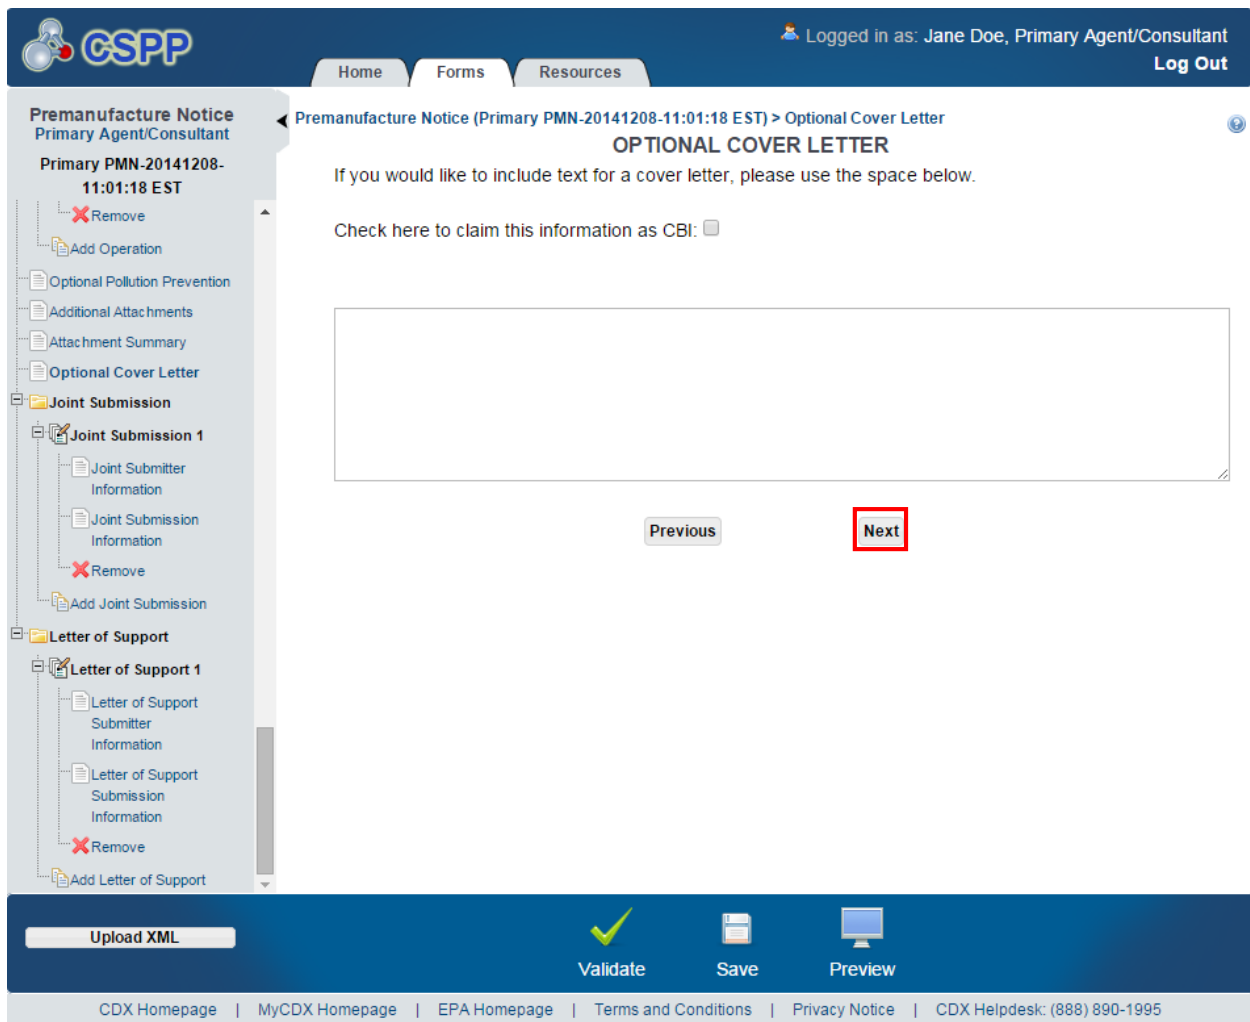 CSPP
Logged in as: Jane Doe, Primary Agent/Consultant
Log Out
Home
Forms
Resources
Premanufacture Notice
Primary Agent/Consultant
Primary PMN-20141208-
11:01:18 EST
Remove
Add Operation
Optional Pollution Prevention
Additional Attachments
Attachment Summary
Optional Cover Letter
Joint Submission
Joint Submission 1
Joint Submitter
Information
Joint Submission
Information
Remove
Add Joint Submission
Letter of Support
Letter of Support 1
Letter of Support
Submitter
Information
Letter of Support
Submission
Information
Remove
Add Letter of Support
Premanufacture Notice (Primary PMN-20141208-11:01:18 EST) > Optional Cover Letter
OPTIONAL COVER LETTER
If you would like to include text for a cover letter, please use the space below.
Check here to claim this information as CBI:
Previous
Next
Upload XML
Validate
Save
Preview
CDX Homepage | MyCDX Homepage | EPA Homepage | Terms and Conditions | Privacy Notice | CDX Helpdesk: (888) 890-1995